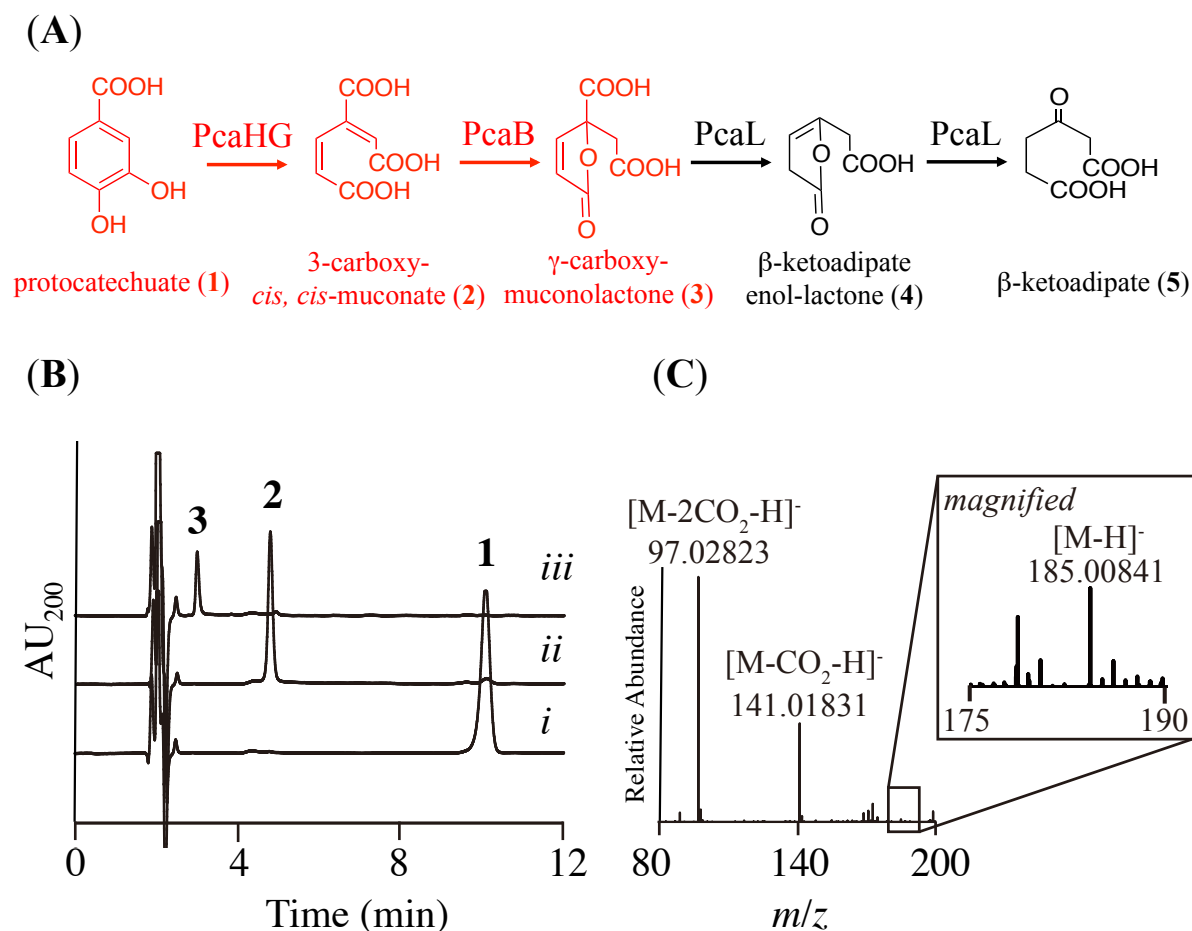 (A)
COOH
OH
OH
PcaHG
COOH
COOH
COOH
PcaB
COOH
O
COOH
O
PcaL
O
COOH
O
PcaL
O
COOH
COOH
protocatechuate (1)
3-carboxy-
cis, cis-muconate (2)
γ-carboxy-
muconolactone (3)
β-ketoadipate
enol-lactone (4)
β-ketoadipate (5)
(B)
AU200
3
2
1
iii
ii
i
0
4
8
12
Time (min)
(C)
Relative Abundance
[M-2CO2-H]-
97.02823
[M-CO2-H]-
141.01831
magnified
[M-H]-
185.00841
175
190
80
140
200
m/z